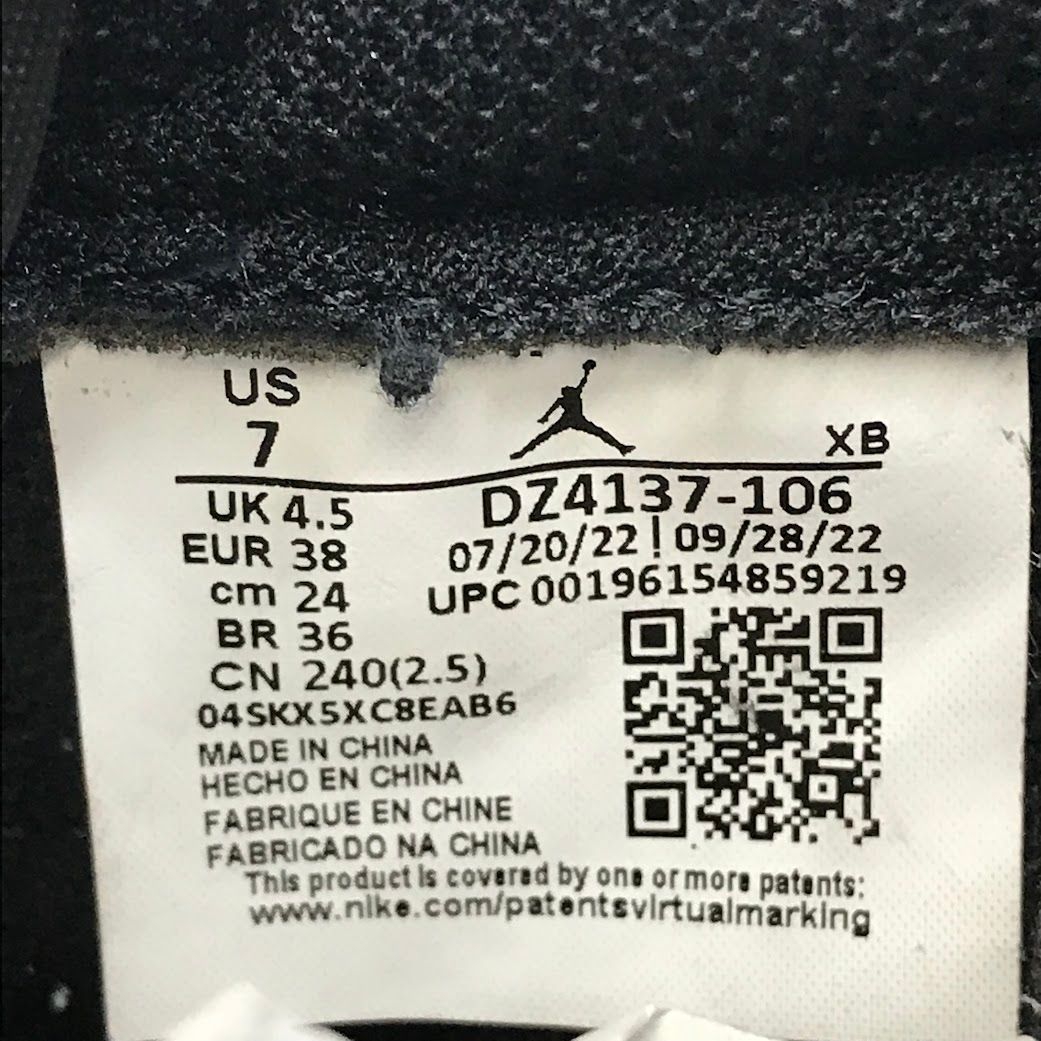 US
7
XB
UK 4.5
DZ4137-106
EUR 38
07/20/22 | 09/28/22
cm 24
UPC 00196154859219
BR 36
CN 240(2.5)
04SKX5XC8EAB6
MADE IN CHINA
HECHO EN CHINA
FABRIQUE EN CHINE
FABRICADO NA CHINA
This product is covered by one or more patents:
www.nike.com/patentsvirtualmarking